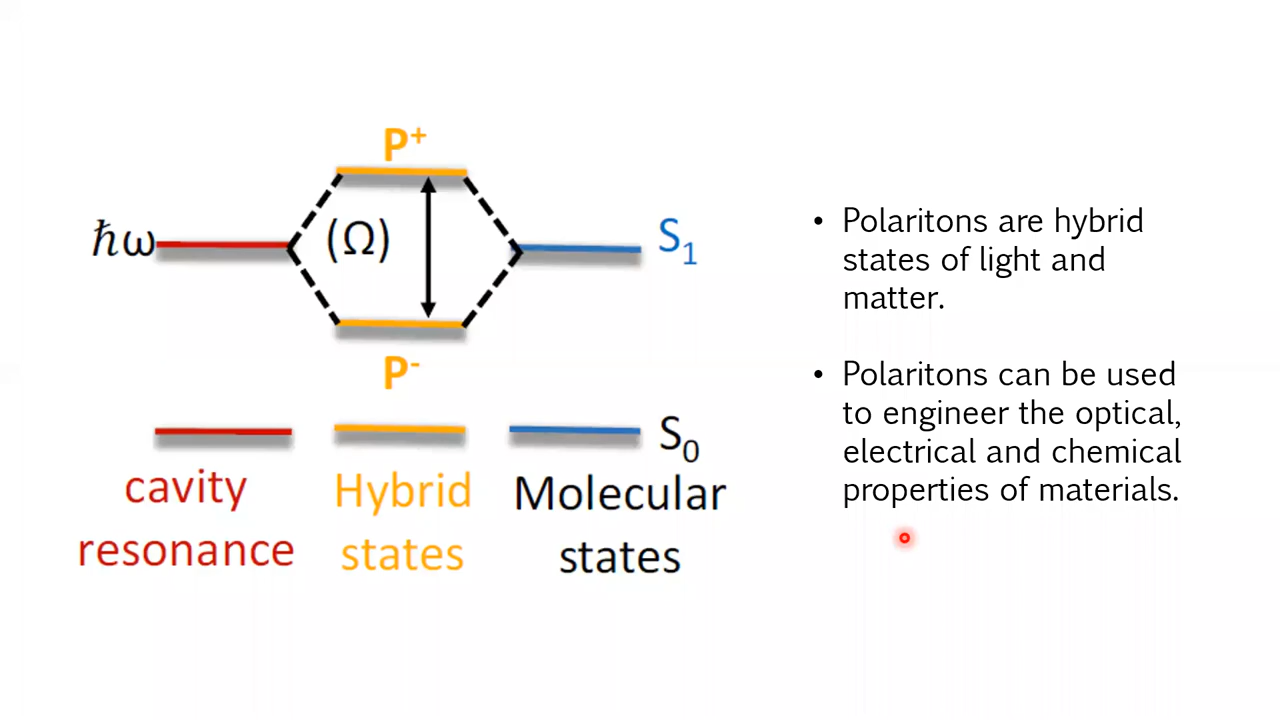 P⁺
ħω
(Ω)
S₁
P⁻
S₀
cavity
resonance
Hybrid
states
Molecular
states
• Polaritons are hybrid
states of light and
matter.
• Polaritons can be used
to engineer the optical,
electrical and chemical
properties of materials.